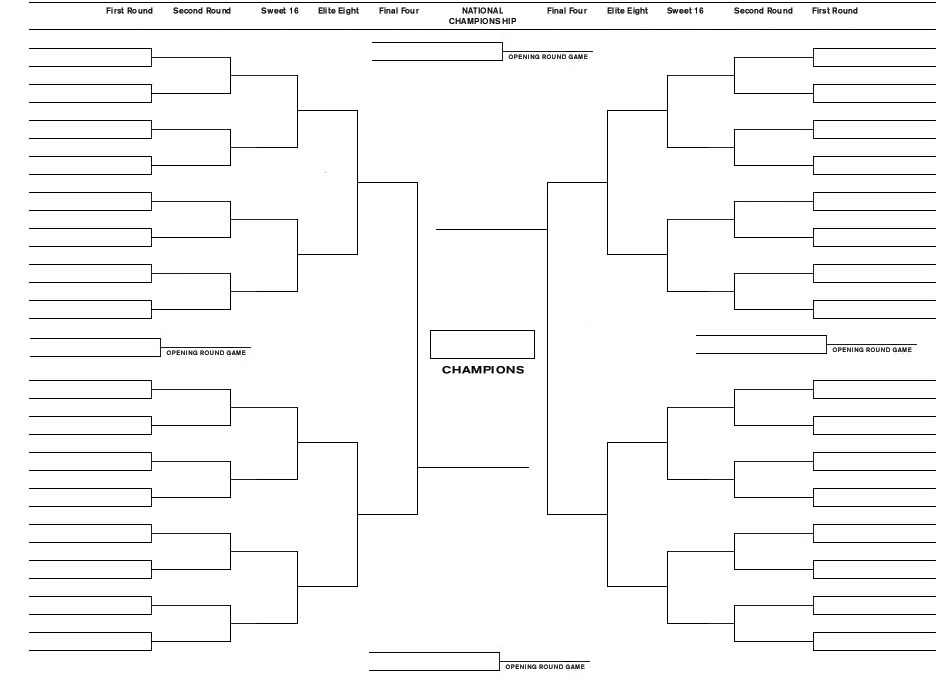 First Round Second Round Sweet 16 Elite Eight Final Four NATIONAL CHAMPIONSHIP Final Four Elite Eight Sweet 16 Second Round First Round
OPENING ROUND GAME
OPENING ROUND GAME
OPENING ROUND GAME
CHAMPIONS
OPENING ROUND GAME